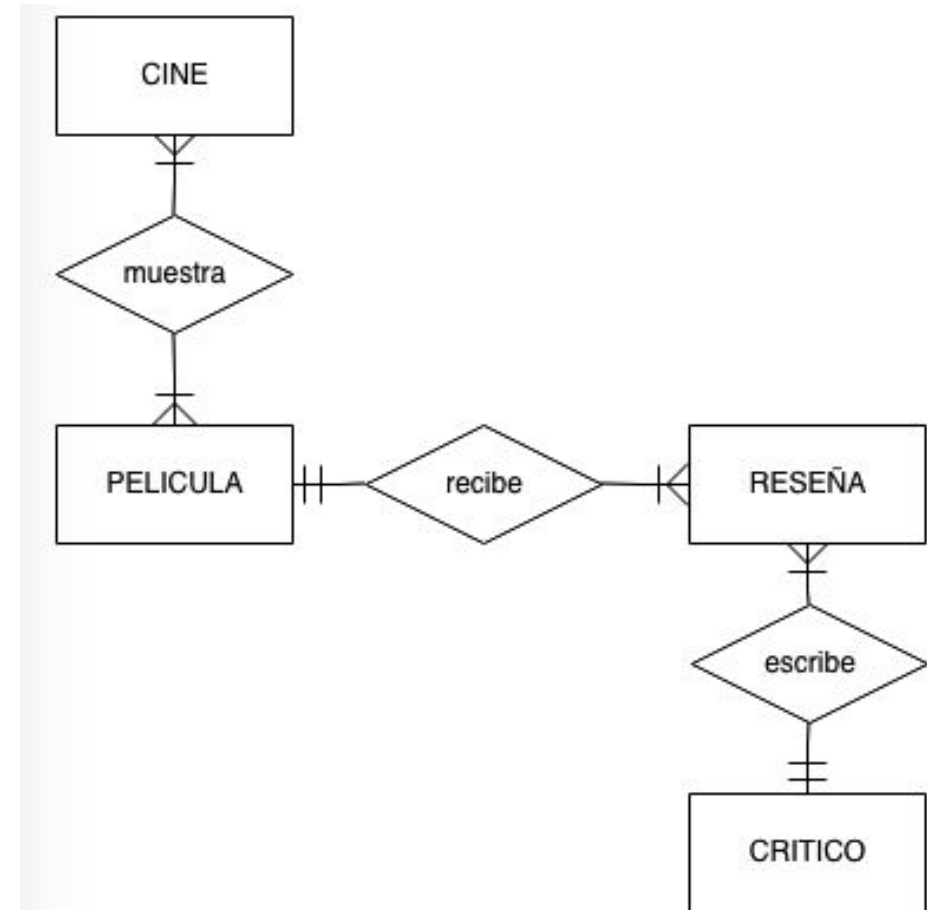 CINE
muestra
PELICULA
recibe
RESEÑA
escribe
CRITICO